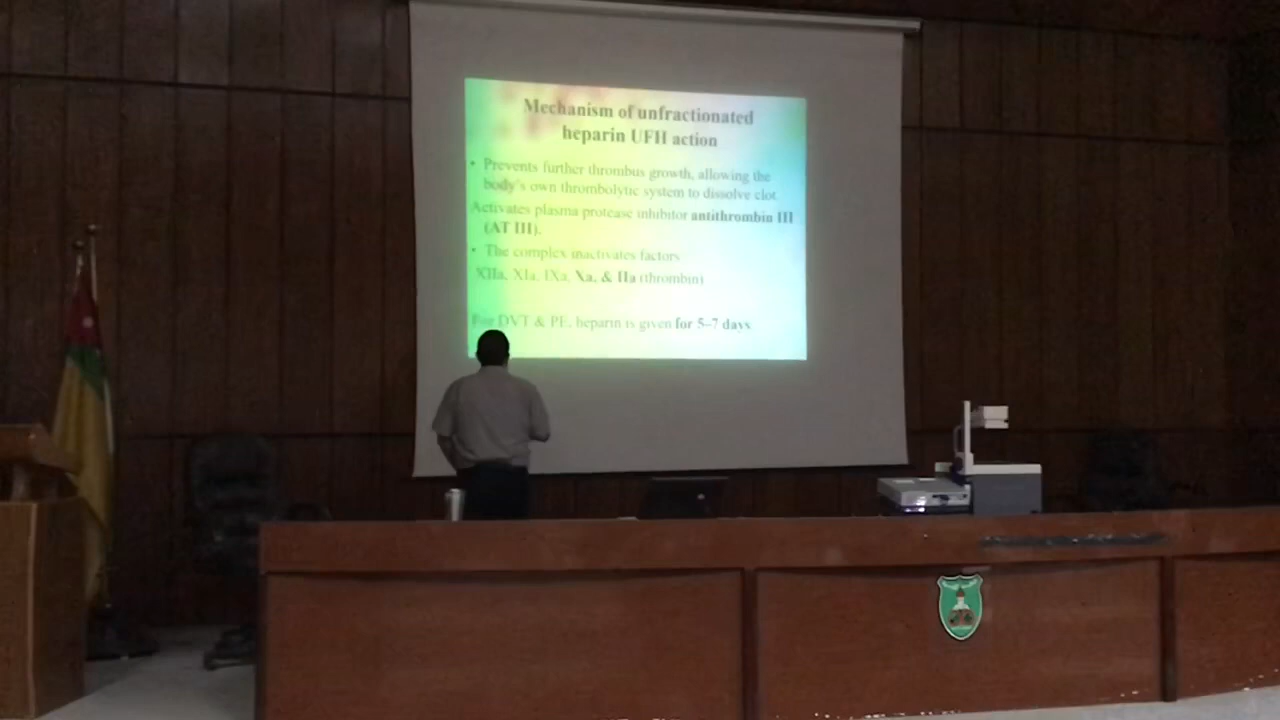 Mechanism of unfractionated
heparin UFH action
• Prevents further thrombus growth, allowing the
body's own thrombolytic system to dissolve clot.
Activates plasma protease inhibitor antithrombin III
(AT III).
• The complex inactivates factors
XIIa, XIa, IXa, Xa, & IIa (thrombin)
For DVT & PE, heparin is given for 5–7 days